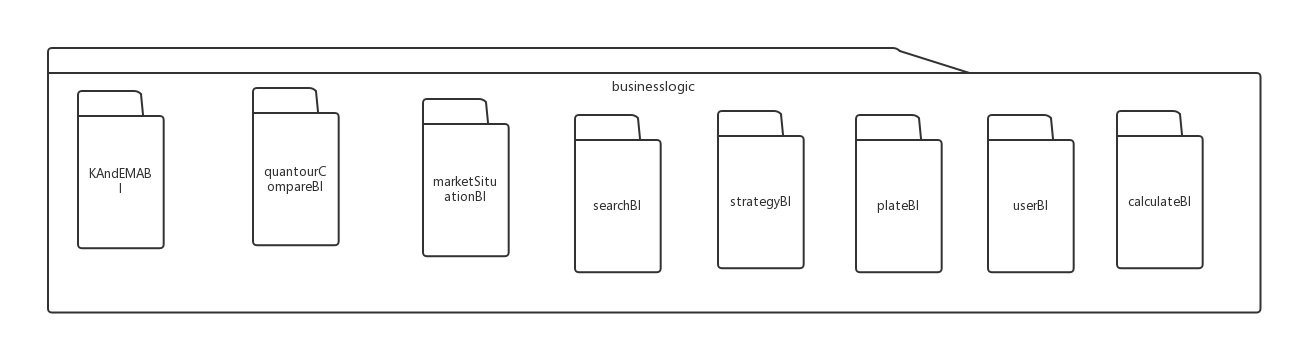 businesslogic
KAndEMAB
l
quantourC
ompareBl
marketSitu
ationBl
searchBl
strategyBl
plateBl
userBl
calculateBl